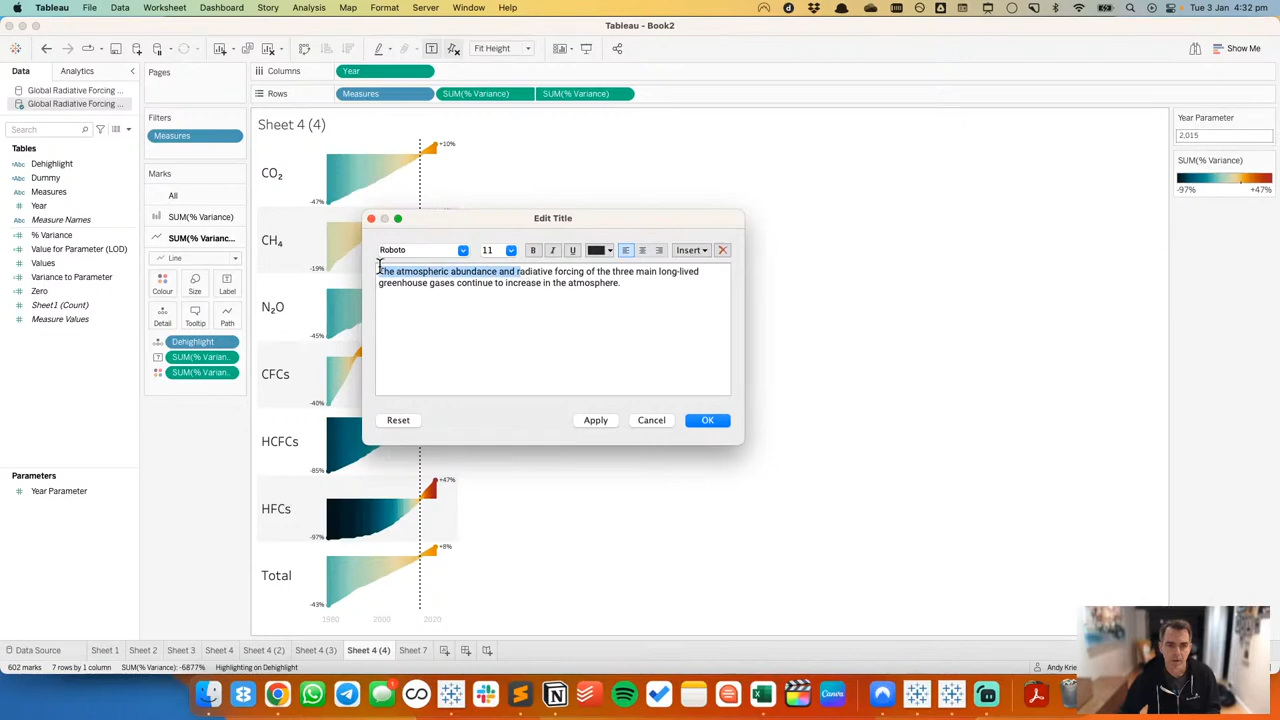 Tableau File Data Worksheet Dashboard Story Analysis Map Format Server Window Help Tue 3 Jan 4:32 pm
Tableau - Book2
Fit Height Show Me
Data Analytics Pages Columns Year
Rows Measures SUM(% Variance) SUM(% Variance)
Global Radiative Forcing ...
Global Radiative Forcing ...
Search
Tables
Abc Dehighlight
Abc Dummy
Abc Measures
# Year
Abc Measure Names
# % Variance
# Value for Parameter (LOD)
# Values
# Variance to Parameter
# Zero
# Sheet1 (Count)
# Measure Values
Parameters
# Year Parameter
Filters
Measures
Marks
All
SUM(% Variance)
SUM(% Varianc...
Line
Colour Size Label
Detail Tooltip Path
Dehighlight
SUM(% Varian..
SUM(% Varian..
Sheet 4 (4)
CO₂ +10% -47%
CH₄ -19%
N₂O -45%
CFCs -40%
HCFCs -85%
HFCs +47% -97%
Total +8% -43%
1980 2000 2020
Edit Title
Roboto 11 B I U Insert
The atmospheric abundance and radiative forcing of the three main long-lived
greenhouse gases continue to increase in the atmosphere.
Reset Apply Cancel OK
Year Parameter
2,015
SUM(% Variance)
-97% +47%
Data Source Sheet 1 Sheet 2 Sheet 3 Sheet 4 Sheet 4 (2) Sheet 4 (3) Sheet 4 (4) Sheet 7
602 marks 7 rows by 1 column SUM(% Variance): -6877% Highlighting on Dehighlight Andy Krie
Canva